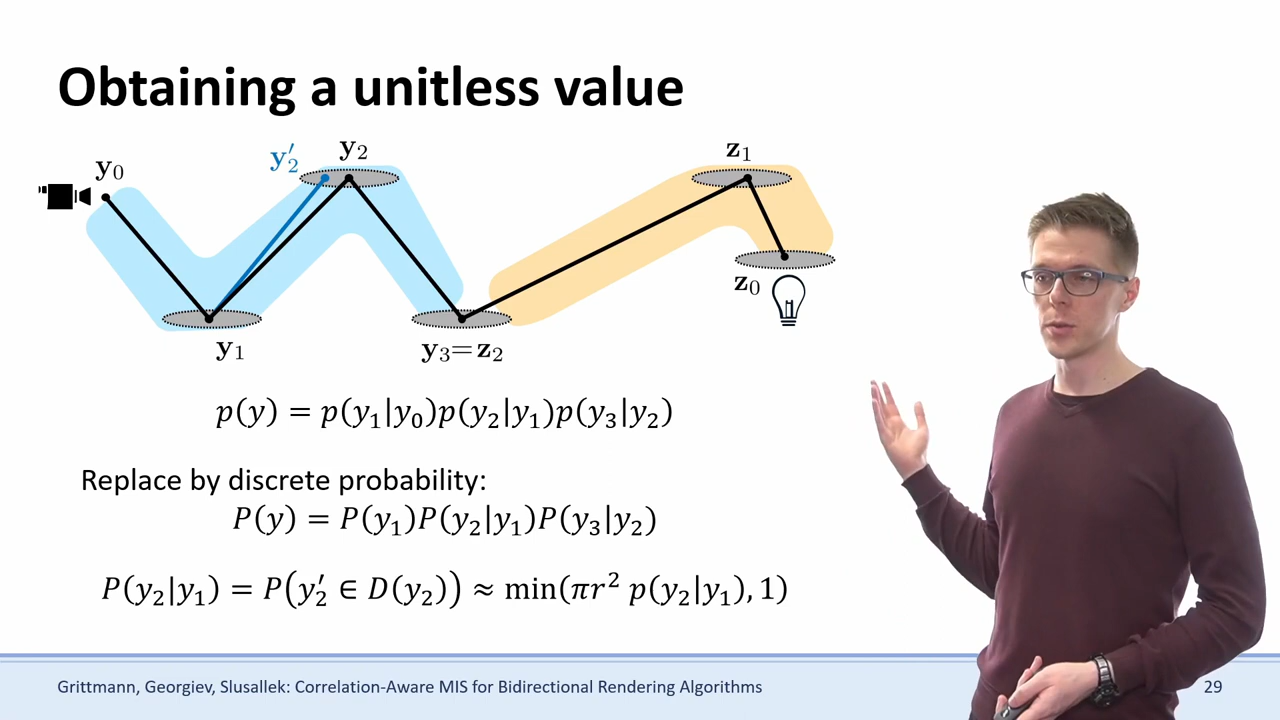 Obtaining a unitless value
y₀
y₂′
y₂
z₁
z₀
y₁
y₃=z₂
p(y) = p(y₁|y₀)p(y₂|y₁)p(y₃|y₂)
Replace by discrete probability:
P(y) = P(y₁)P(y₂|y₁)P(y₃|y₂)
P(y₂|y₁) = P(y₂′ ∈ D(y₂)) ≈ min(πr² p(y₂|y₁), 1)
Grittmann, Georgiev, Slusallek: Correlation-Aware MIS for Bidirectional Rendering Algorithms
29